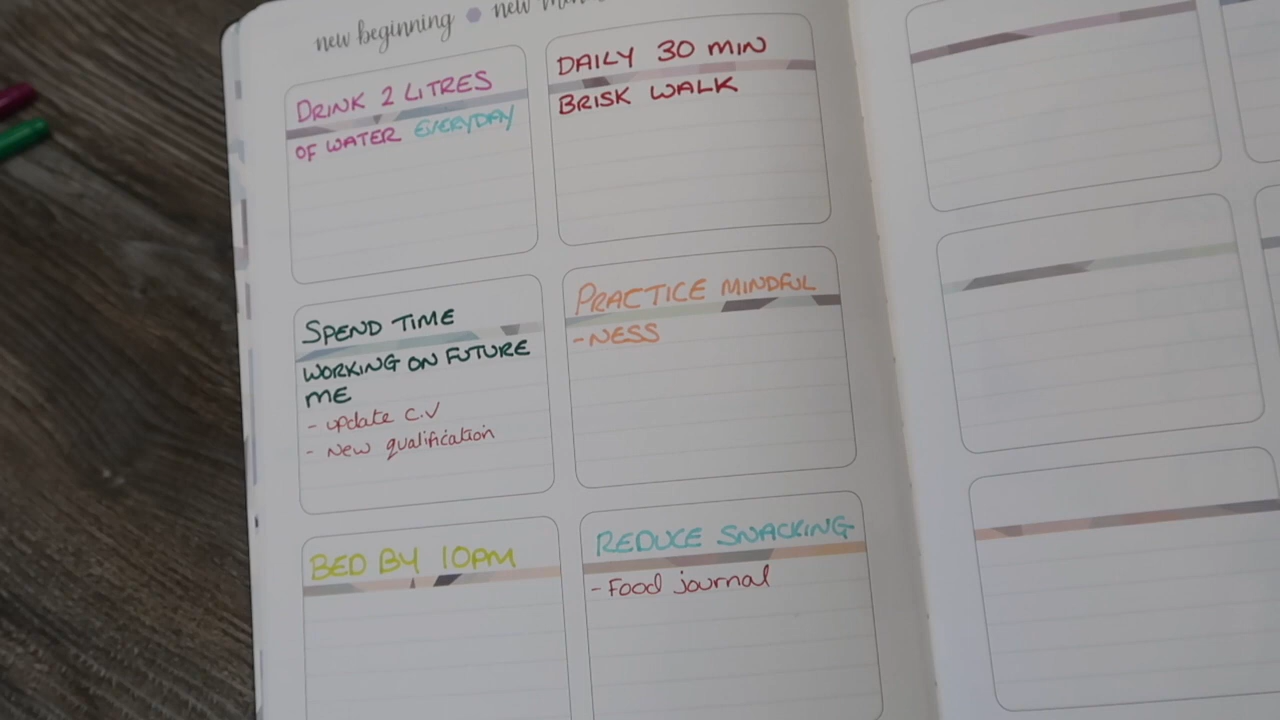 new beginning
new
DRINK 2 LITRES
OF WATER EVERYDAY
DAILY 30 MIN
BRISK WALK
SPEND TIME
WORKING ON FUTURE
ME
- update C.V
- New qualification
PRACTICE MINDFUL
-NESS
BED BY 10PM
REDUCE SNACKING
- Food journal